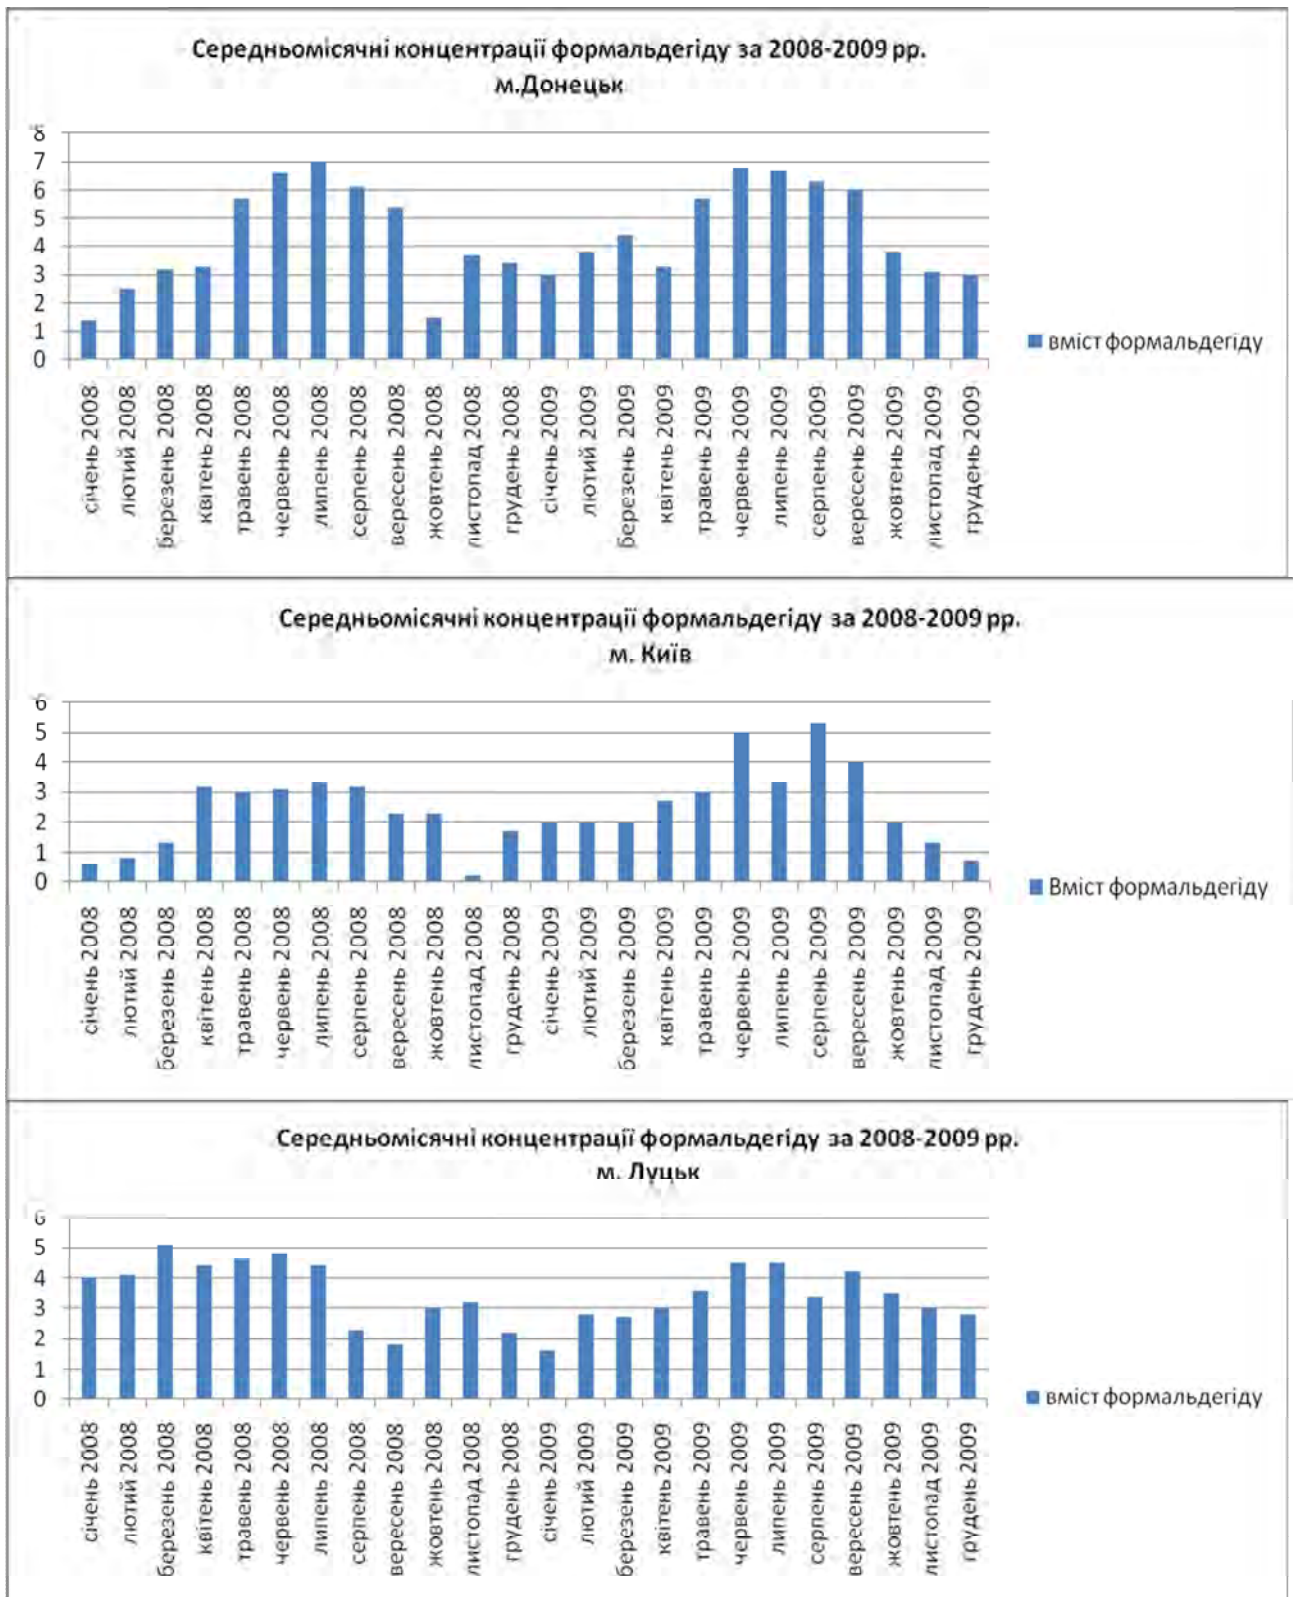 Середньомісячні концентрації формальдегіду за 2008-2009 рр.
м.Донецьк
8
7
6
5
4
3
2
1
0
січень 2008
лютий 2008
березень 2008
квітень 2008
травень 2008
червень 2008
липень 2008
серпень 2008
вересень 2008
жовтень 2008
листопад 2008
грудень 2008
січень 2009
лютий 2009
березень 2009
квітень 2009
травень 2009
червень 2009
липень 2009
серпень 2009
вересень 2009
жовтень 2009
листопад 2009
грудень 2009
вміст формальдегіду
Середньомісячні концентрації формальдегіду за 2008-2009 рр.
м. Київ
6
5
4
3
2
1
0
січень 2008
лютий 2008
березень 2008
квітень 2008
травень 2008
червень 2008
липень 2008
серпень 2008
вересень 2008
жовтень 2008
листопад 2008
грудень 2008
січень 2009
лютий 2009
березень 2009
квітень 2009
травень 2009
червень 2009
липень 2009
серпень 2009
вересень 2009
жовтень 2009
листопад 2009
грудень 2009
Вміст формальдегіду
Середньомісячні концентрації формальдегіду за 2008-2009 рр.
м. Луцьк
6
5
4
3
2
1
0
січень 2008
лютий 2008
березень 2008
квітень 2008
травень 2008
червень 2008
липень 2008
серпень 2008
вересень 2008
жовтень 2008
листопад 2008
грудень 2008
січень 2009
лютий 2009
березень 2009
квітень 2009
травень 2009
червень 2009
липень 2009
серпень 2009
вересень 2009
жовтень 2009
листопад 2009
грудень 2009
вміст формальдегіду